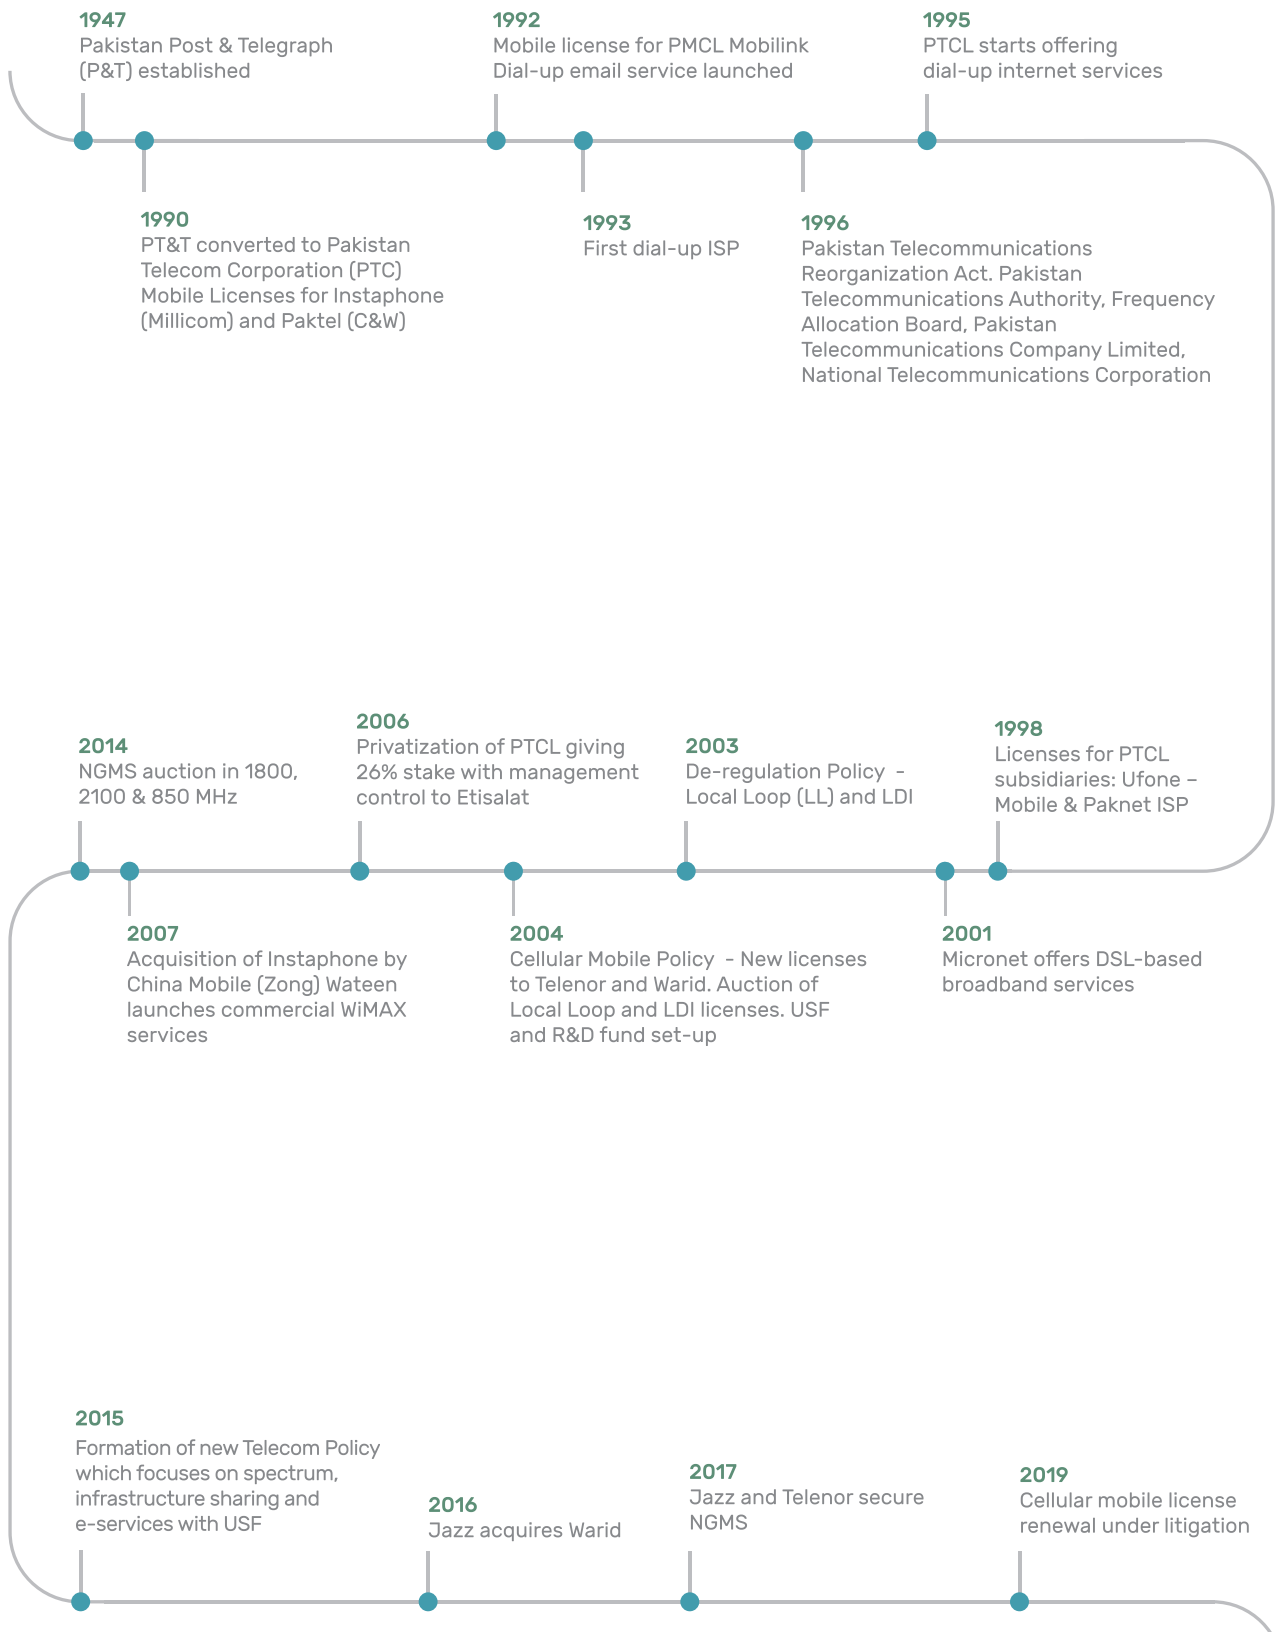 1947
Pakistan Post & Telegraph
(P&T) established
1992
Mobile license for PMCL Mobilink
Dial-up email service launched
1995
PTCL starts offering
dial-up internet services
1990
PT&T converted to Pakistan
Telecom Corporation (PTC)
Mobile Licenses for Instaphone
(Millicom) and Paktel (C&W)
1993
First dial-up ISP
1996
Pakistan Telecommunications
Reorganization Act. Pakistan
Telecommunications Authority, Frequency
Allocation Board, Pakistan
Telecommunications Company Limited,
National Telecommunications Corporation
2014
NGMS auction in 1800,
2100 & 850 MHz
2006
Privatization of PTCL giving
26% stake with management
control to Etisalat
2003
De-regulation Policy -
Local Loop (LL) and LDI
1998
Licenses for PTCL
subsidiaries: Ufone –
Mobile & Paknet ISP
2007
Acquisition of Instaphone by
China Mobile (Zong) Wateen
launches commercial WiMAX
services
2004
Cellular Mobile Policy - New licenses
to Telenor and Warid. Auction of
Local Loop and LDI licenses. USF
and R&D fund set-up
2001
Micronet offers DSL-based
broadband services
2015
Formation of new Telecom Policy
which focuses on spectrum,
infrastructure sharing and
e-services with USF
2016
Jazz acquires Warid
2017
Jazz and Telenor secure
NGMS
2019
Cellular mobile license
renewal under litigation